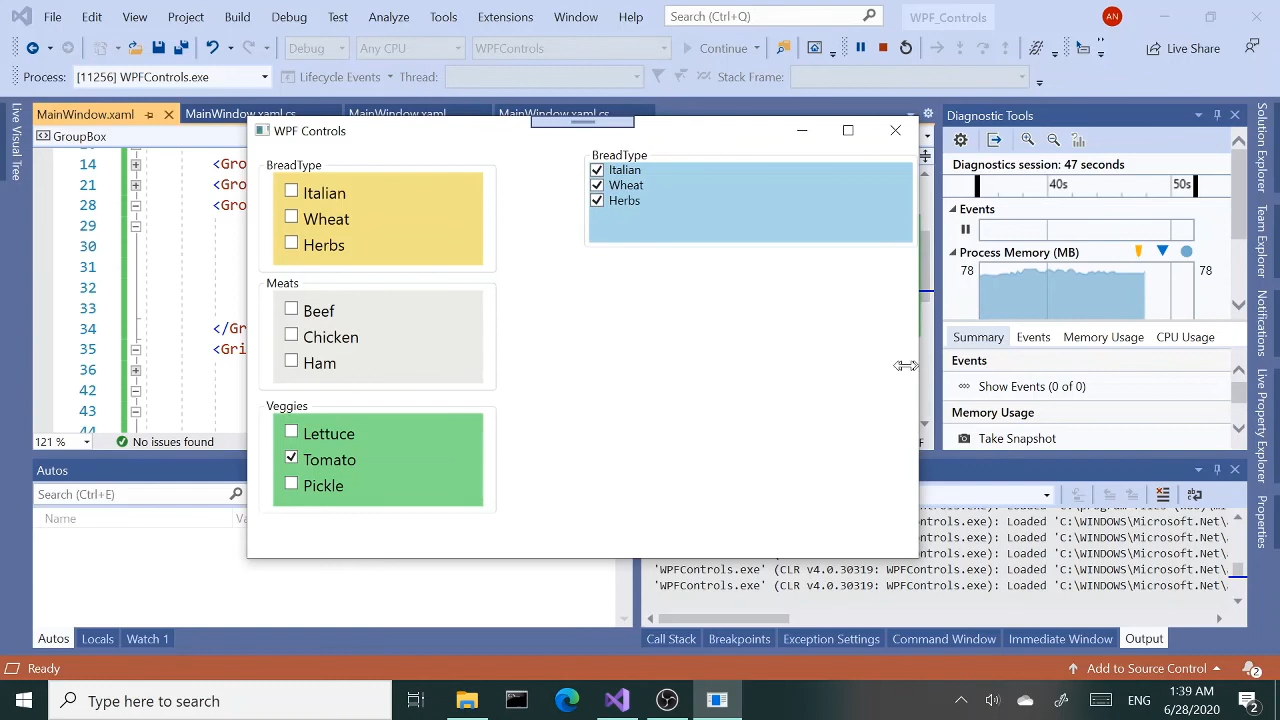 File Edit View Project Build Debug Test Analyze Tools Extensions Window Help Search (Ctrl+Q) WPF_Controls AN
Debug Any CPU WPFControls Continue Live Share
Process: [11256] WPFControls.exe Lifecycle Events Thread: Stack Frame:
Live Visual Tree
MainWindow.xaml MainWindow.xaml.cs MainWindow.xaml MainWindow.xaml.cs
GroupBox
14 <Gro
21 <Gro
28 <Gro
29
30
31
32
33
34 </Gr
35 <Gri
36
42
43
44
121 % No issues found
WPF Controls
BreadType
Italian
Wheat
Herbs
Meats
Beef
Chicken
Ham
Veggies
Lettuce
Tomato
Pickle
BreadType
Italian
Wheat
Herbs
Diagnostic Tools
Diagnostics session: 47 seconds
40s 50s
Events
Process Memory (MB)
78 78
Summary Events Memory Usage CPU Usage
Events
Show Events (0 of 0)
Memory Usage
Take Snapshot
Solution Explorer
Team Explorer
Notifications
Live Property Explorer
Properties
Autos
Search (Ctrl+E)
Name Va
'WPFControls.exe' (CLR v4.0.30319: WPFControls.exe): Loaded 'C:\WINDOWS\Microsoft.Net\
'WPFControls.exe' (CLR v4.0.30319: WPFControls.exe): Loaded 'C:\WINDOWS\Microsoft.Net\
Autos Locals Watch 1
Call Stack Breakpoints Exception Settings Command Window Immediate Window Output
Ready Add to Source Control 2
Type here to search ENG 1:39 AM
6/28/2020 2